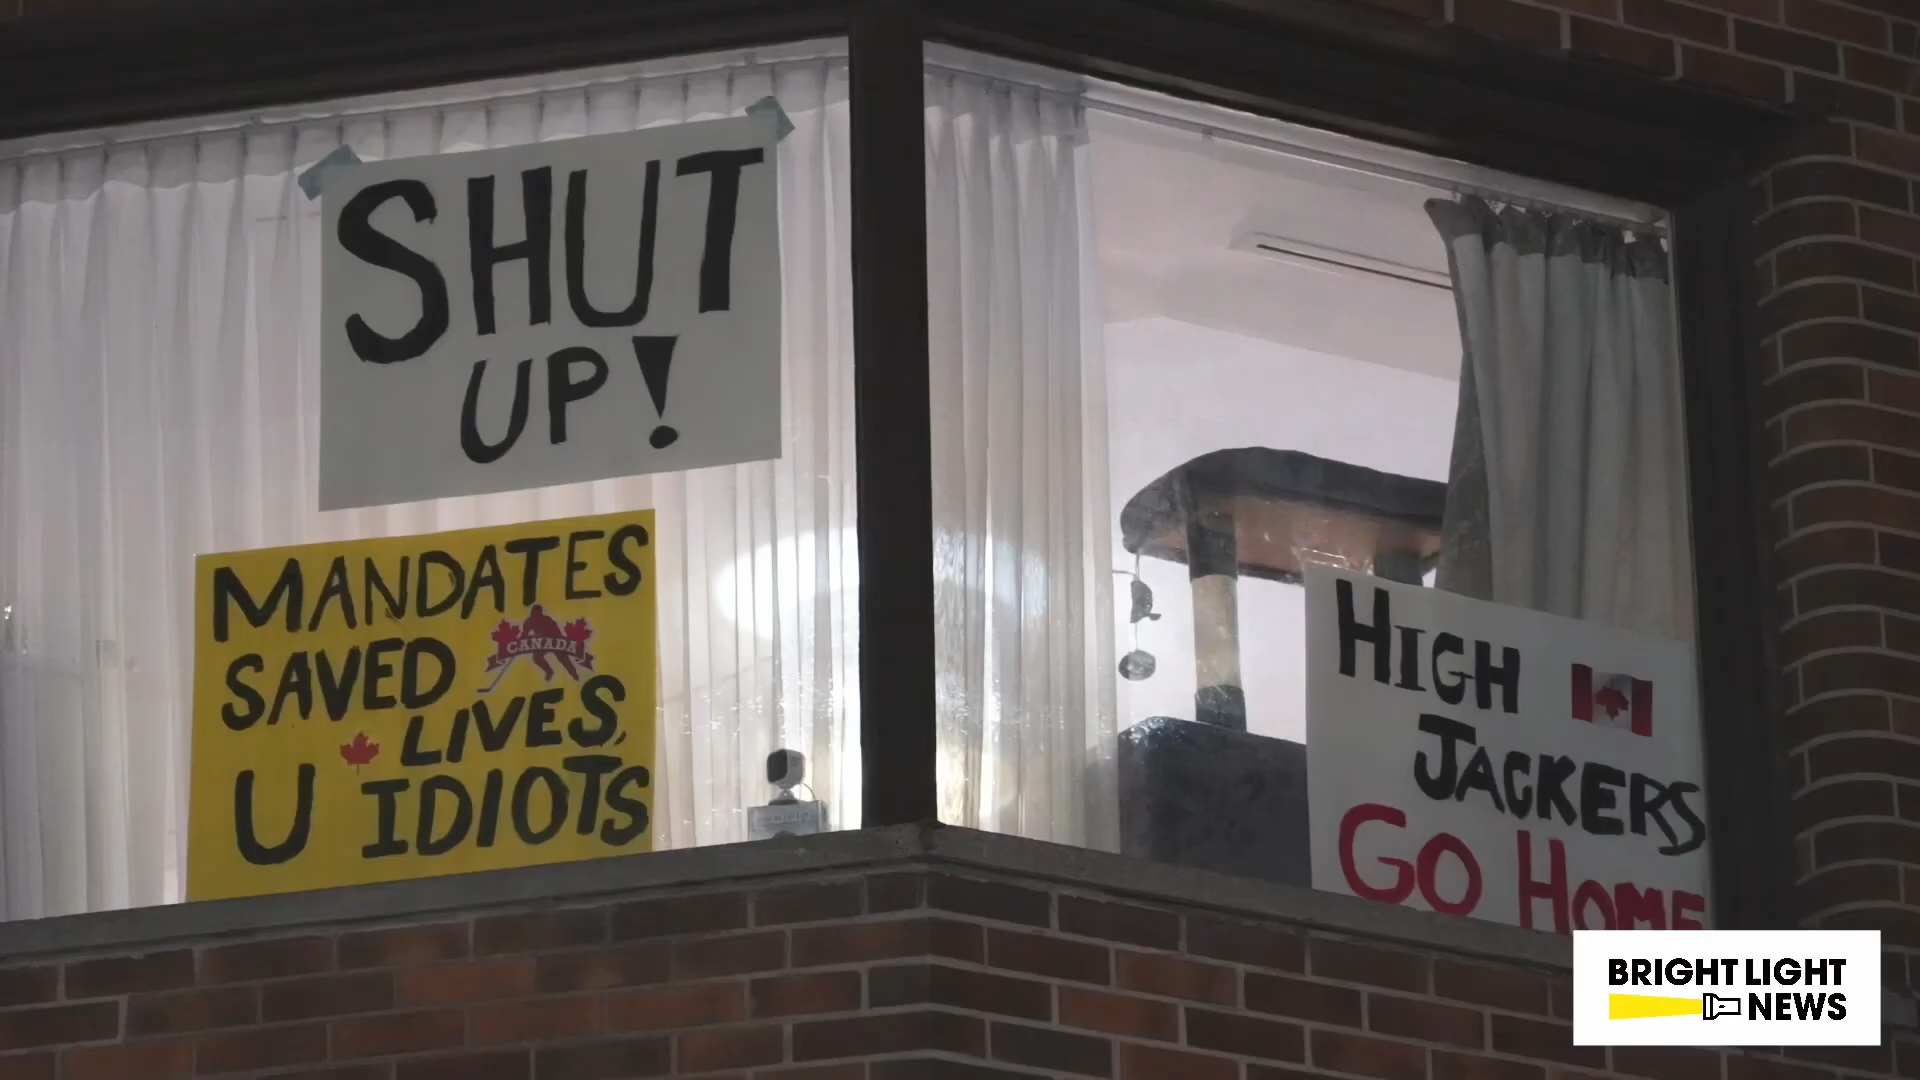 SHUT
UP!
MANDATES
SAVED
CANADA
LIVES,
U IDIOTS
HIGH
JACKERS
GO HOME
BRIGHT LIGHT
NEWS